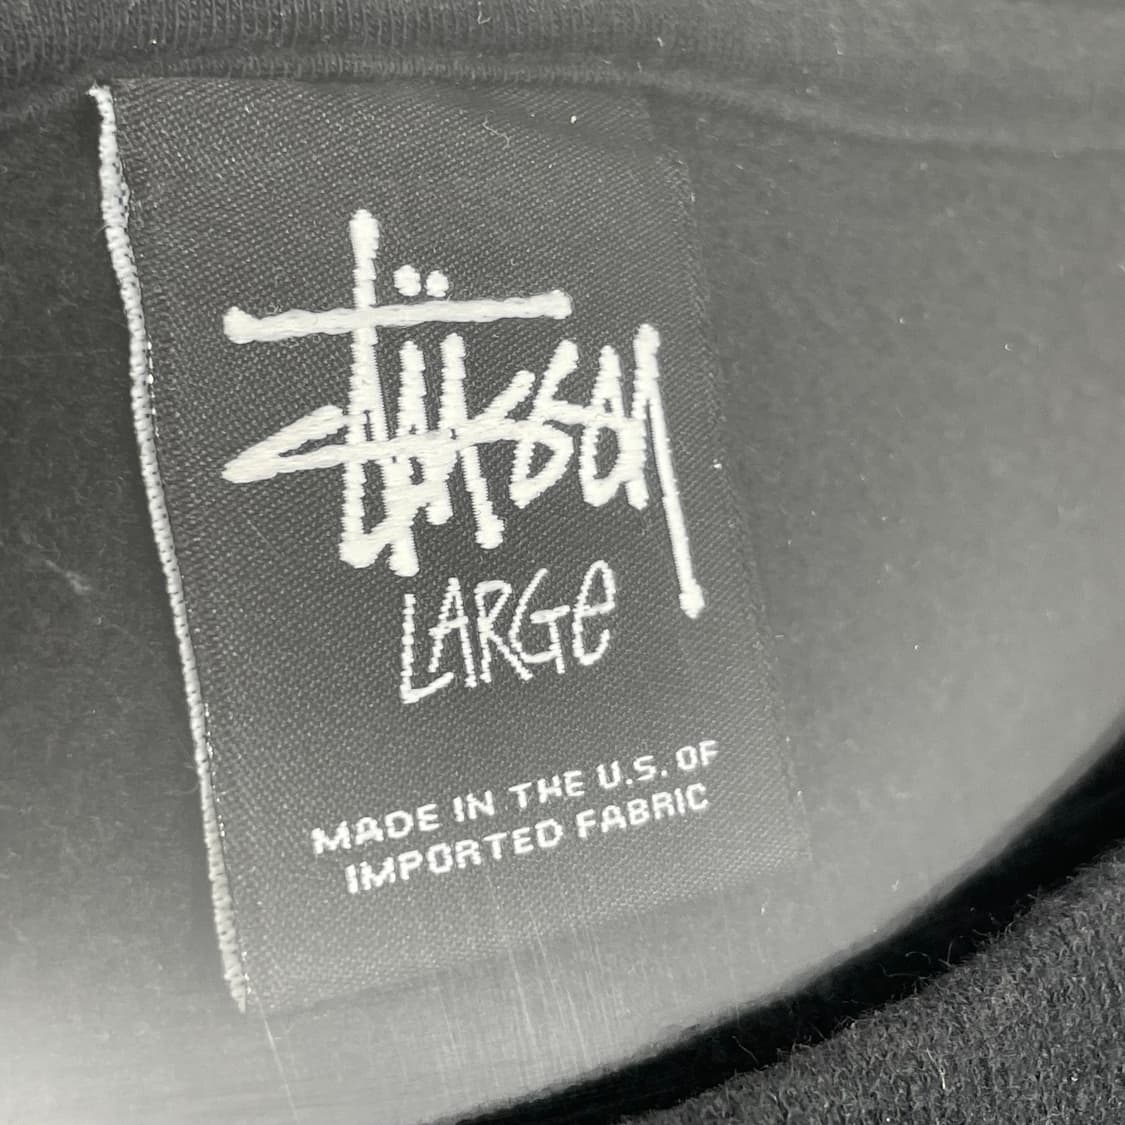 Stüssy
LARGe
MADE IN THE U.S. OF
IMPORTED FABRIC